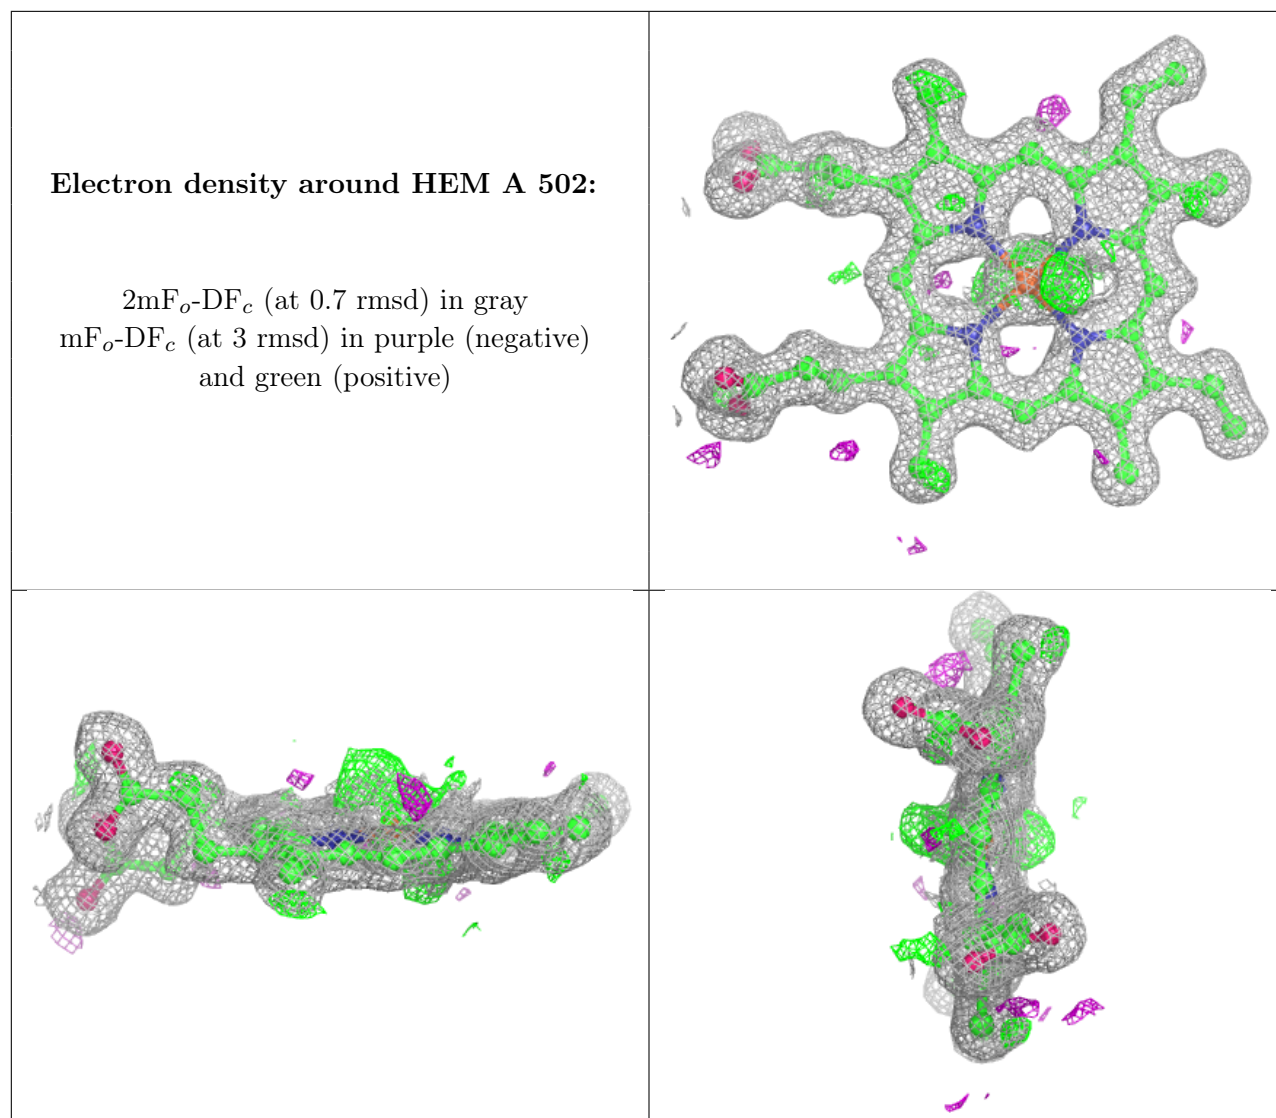 Electron density around HEM A 502:
2mFo-DFc (at 0.7 rmsd) in gray
mFo-DFc (at 3 rmsd) in purple (negative)
and green (positive)